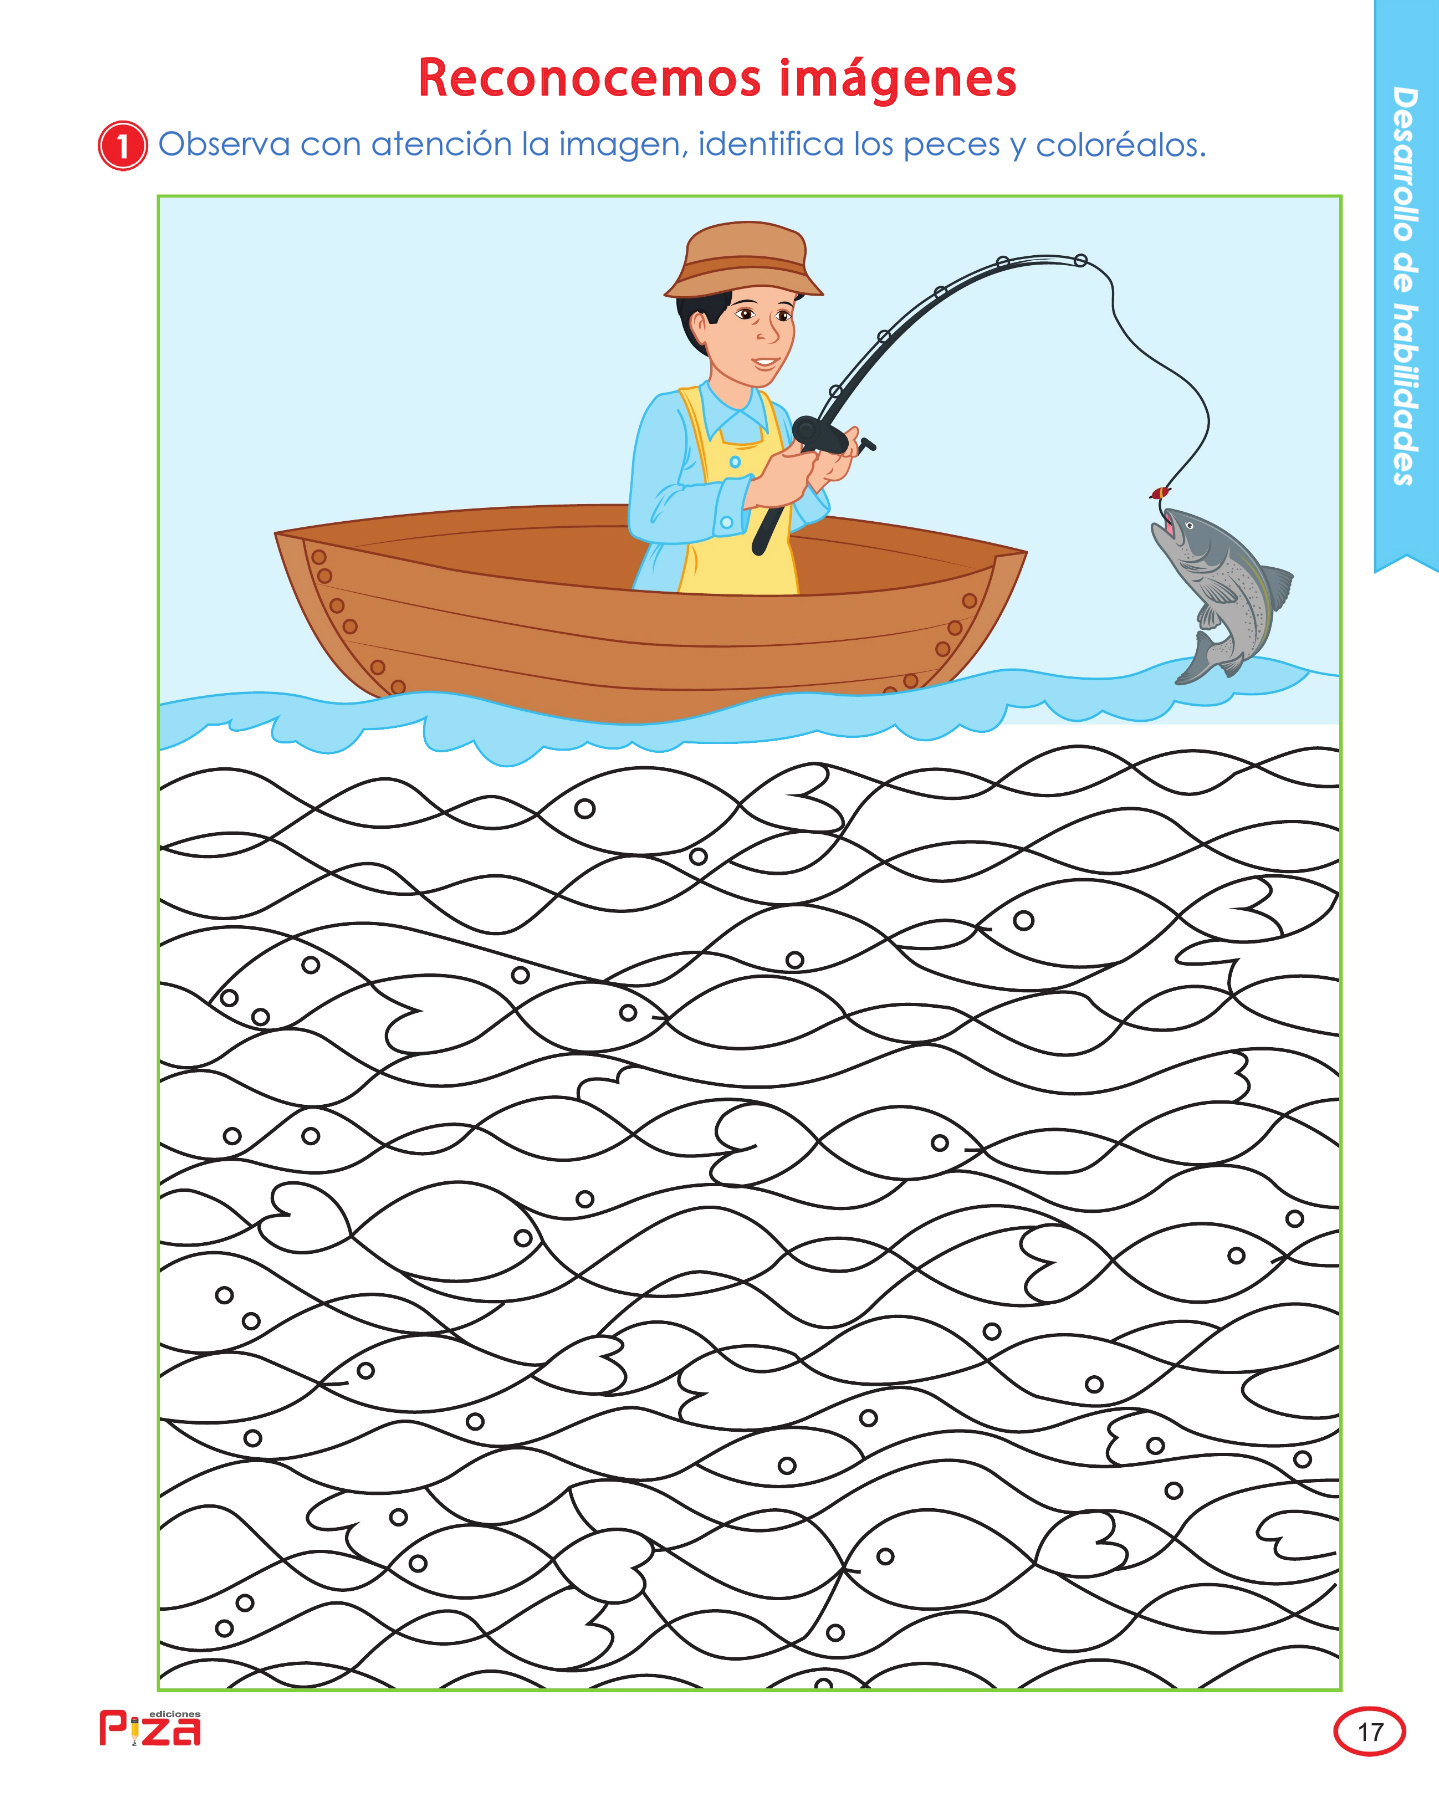 Reconocemos imágenes
1 Observa con atención la imagen, identifica los peces y coloréalos.
Desarrollo de habilidades
ediciones
Piza
17